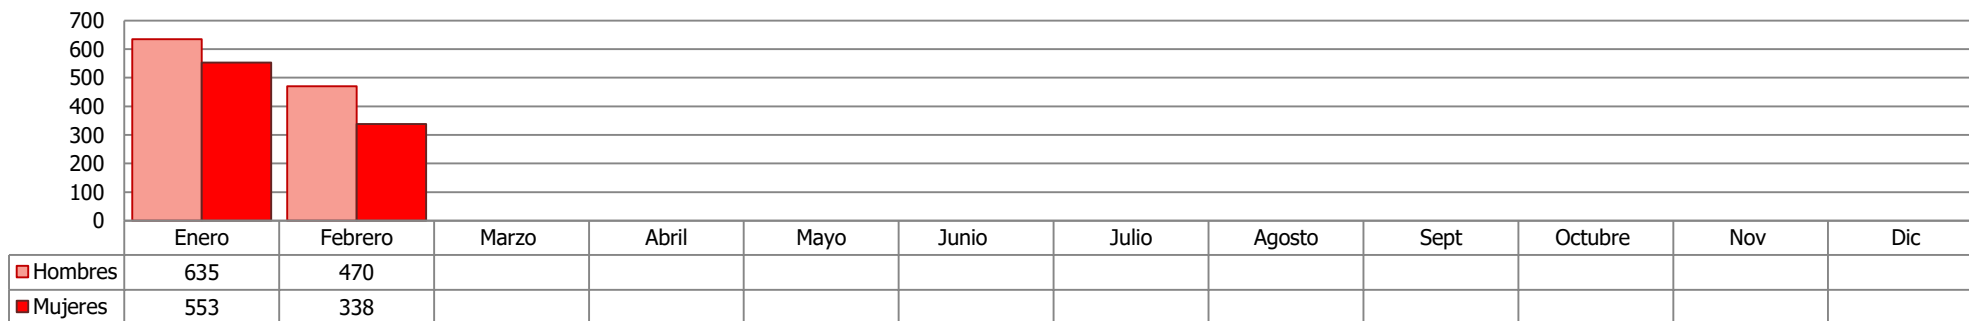 700
600
500
400
300
200
100
0
Enero Febrero Marzo Abril Mayo Junio Julio Agosto Sept Octubre Nov Dic
Hombres 635 470
Mujeres 553 338